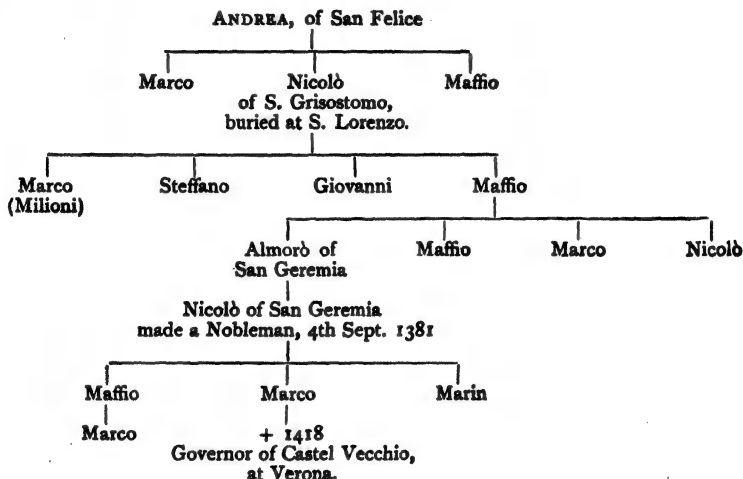 ANDREA, of San Felice
Marco Nicolò Maffio
of S. Grisostomo,
buried at S. Lorenzo.
Marco Steffano Giovanni Maffio
(Milioni)
Almorò of Maffio Marco Nicolò
San Geremia
Nicolò of San Geremia
made a Nobleman, 4th Sept. 1381
Maffio Marco Marin
Marco + 1418
Governor of Castel Vecchio,
at Verona.